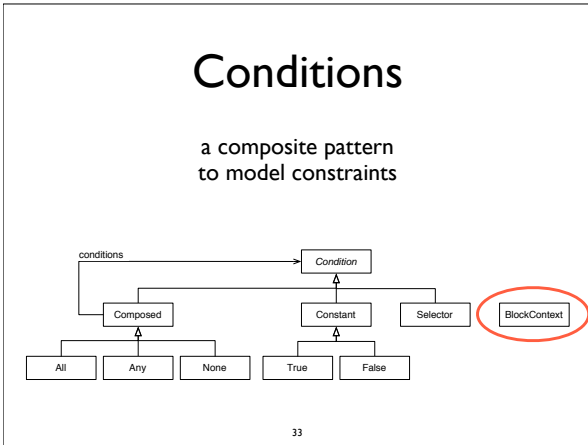 Conditions
a composite pattern
to model constraints
conditions
Condition
Composed
Constant
Selector
BlockContext
All
Any
None
True
False
33